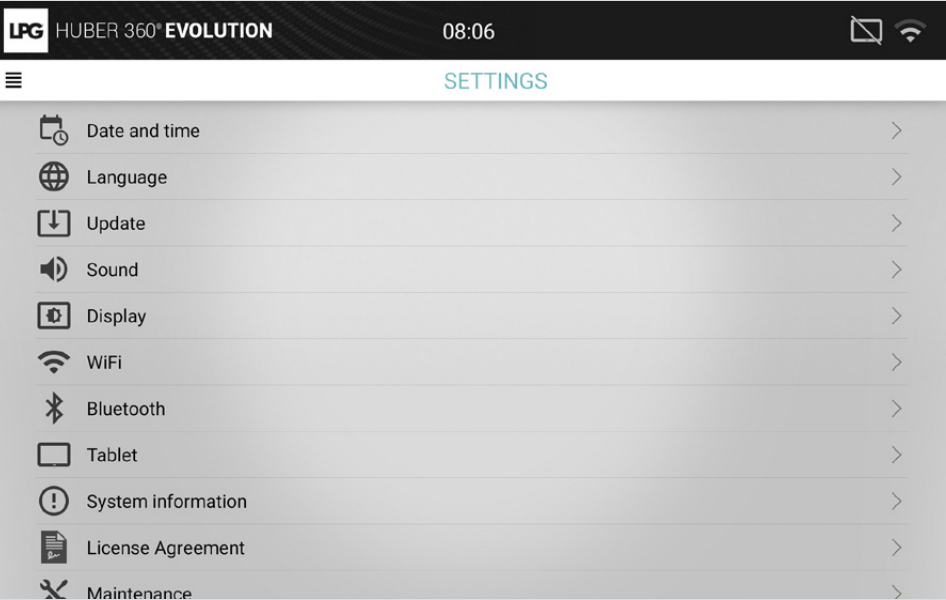 LPG HUBER 360® EVOLUTION 08:06
SETTINGS
Date and time
Language
Update
Sound
Display
WiFi
Bluetooth
Tablet
System information
License Agreement
Maintenance